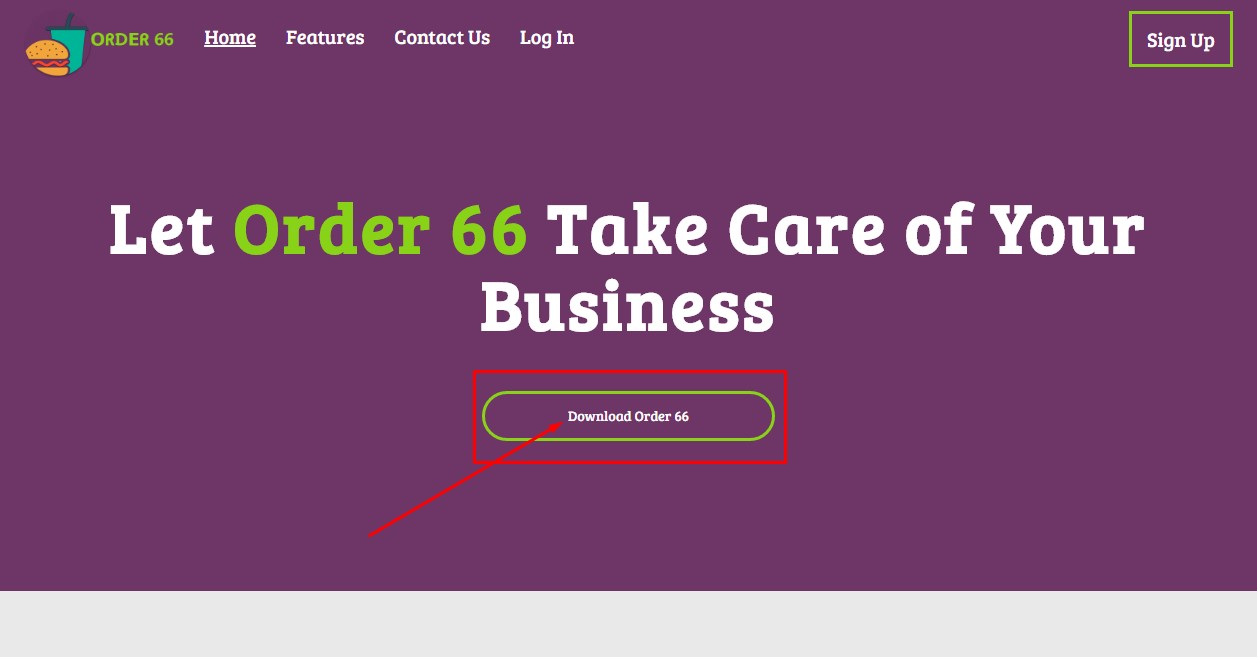 ORDER 66
Home
Features
Contact Us
Log In
Sign Up
Let Order 66 Take Care of Your
Business
Download Order 66